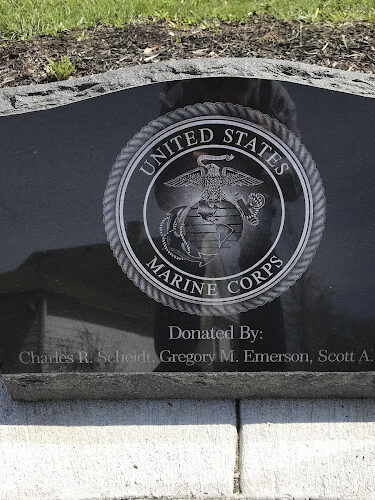 UNITED STATES
MARINE CORPS
Donated By:
Charles R. Scheidt, Gregory M. Emerson, Scott A.